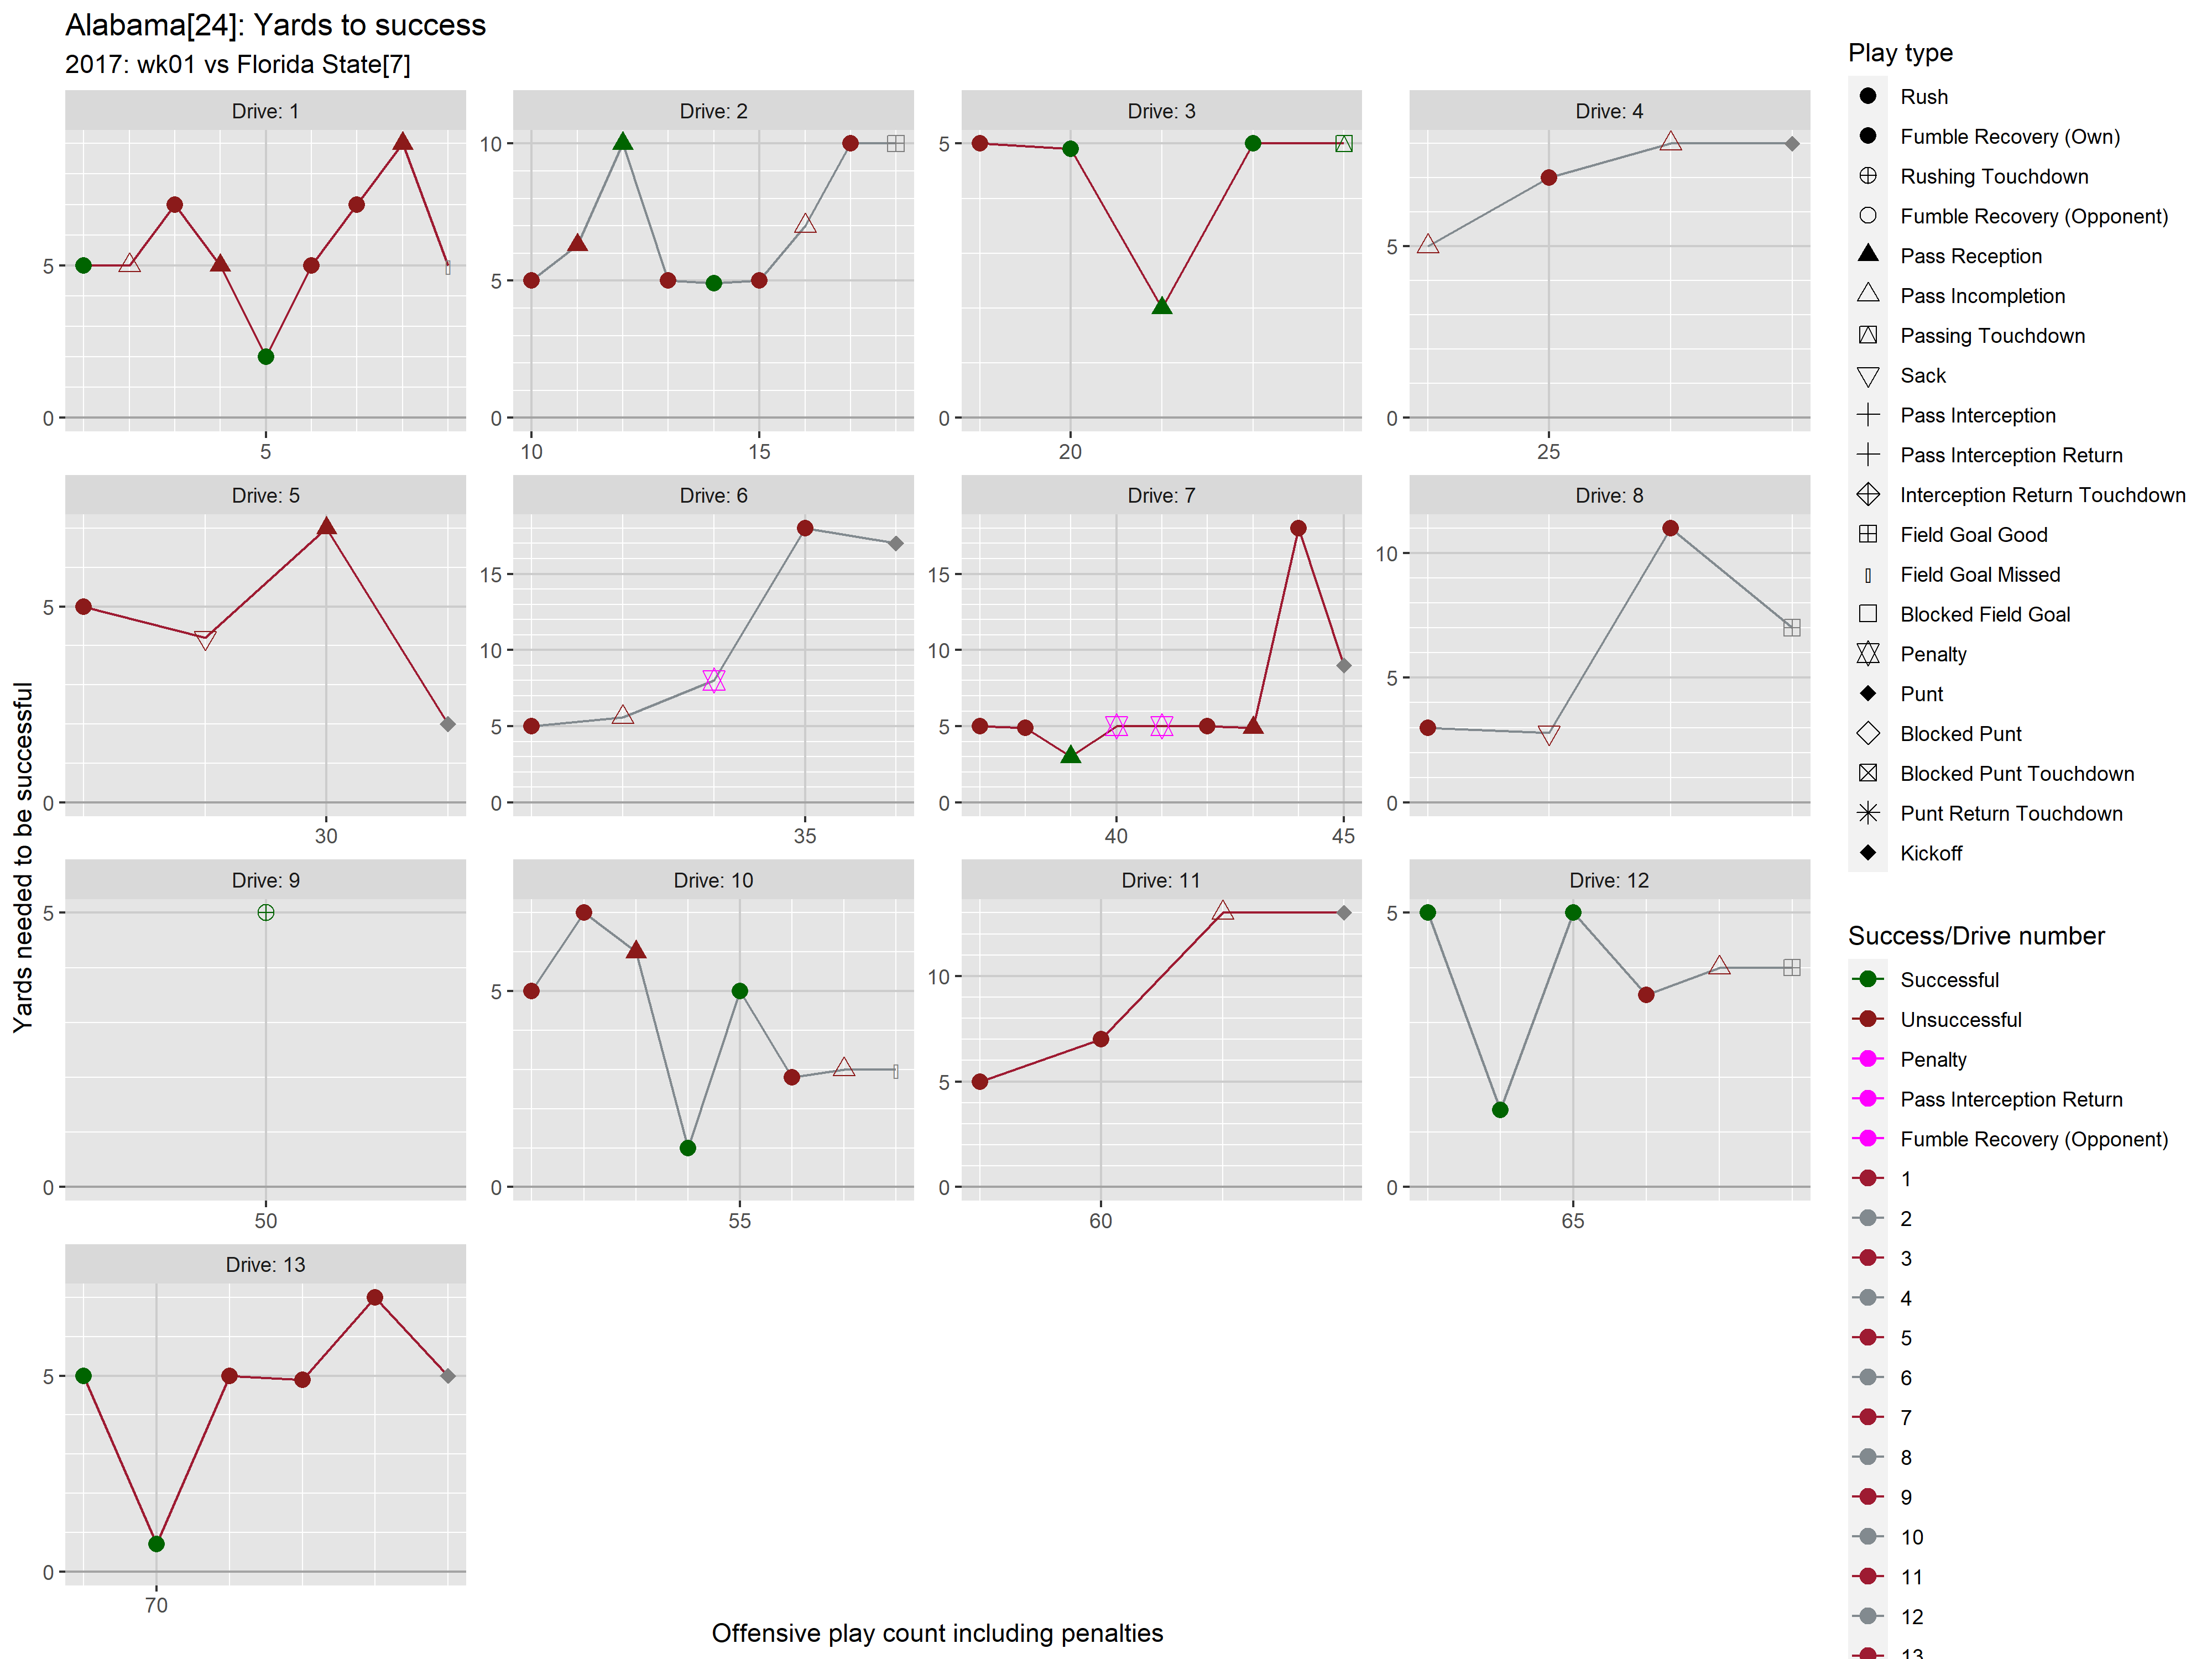 Alabama[24]: Yards to success
2017: wk01 vs Florida State[7]
Drive: 1
Drive: 2
Drive: 3
Drive: 4
5
0
5
10
5
0
10
15
5
0
20
5
0
25
Drive: 5
Drive: 6
Drive: 7
Drive: 8
5
0
30
15
10
5
0
35
15
10
5
0
40
45
10
5
0
Drive: 9
Drive: 10
Drive: 11
Drive: 12
5
0
50
5
0
55
10
5
0
60
5
0
65
Drive: 13
5
0
70
Yards needed to be successful
Offensive play count including penalties
Play type
Rush
Fumble Recovery (Own)
Rushing Touchdown
Fumble Recovery (Opponent)
Pass Reception
Pass Incompletion
Passing Touchdown
Sack
Pass Interception
Pass Interception Return
Interception Return Touchdown
Field Goal Good
Field Goal Missed
Blocked Field Goal
Penalty
Punt
Blocked Punt
Blocked Punt Touchdown
Punt Return Touchdown
Kickoff
Success/Drive number
Successful
Unsuccessful
Penalty
Pass Interception Return
Fumble Recovery (Opponent)
1
2
3
4
5
6
7
8
9
10
11
12
13